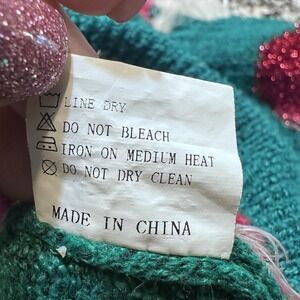 LINE DRY
DO NOT BLEACH
IRON ON MEDIUM HEAT
DO NOT DRY CLEAN
MADE IN CHINA